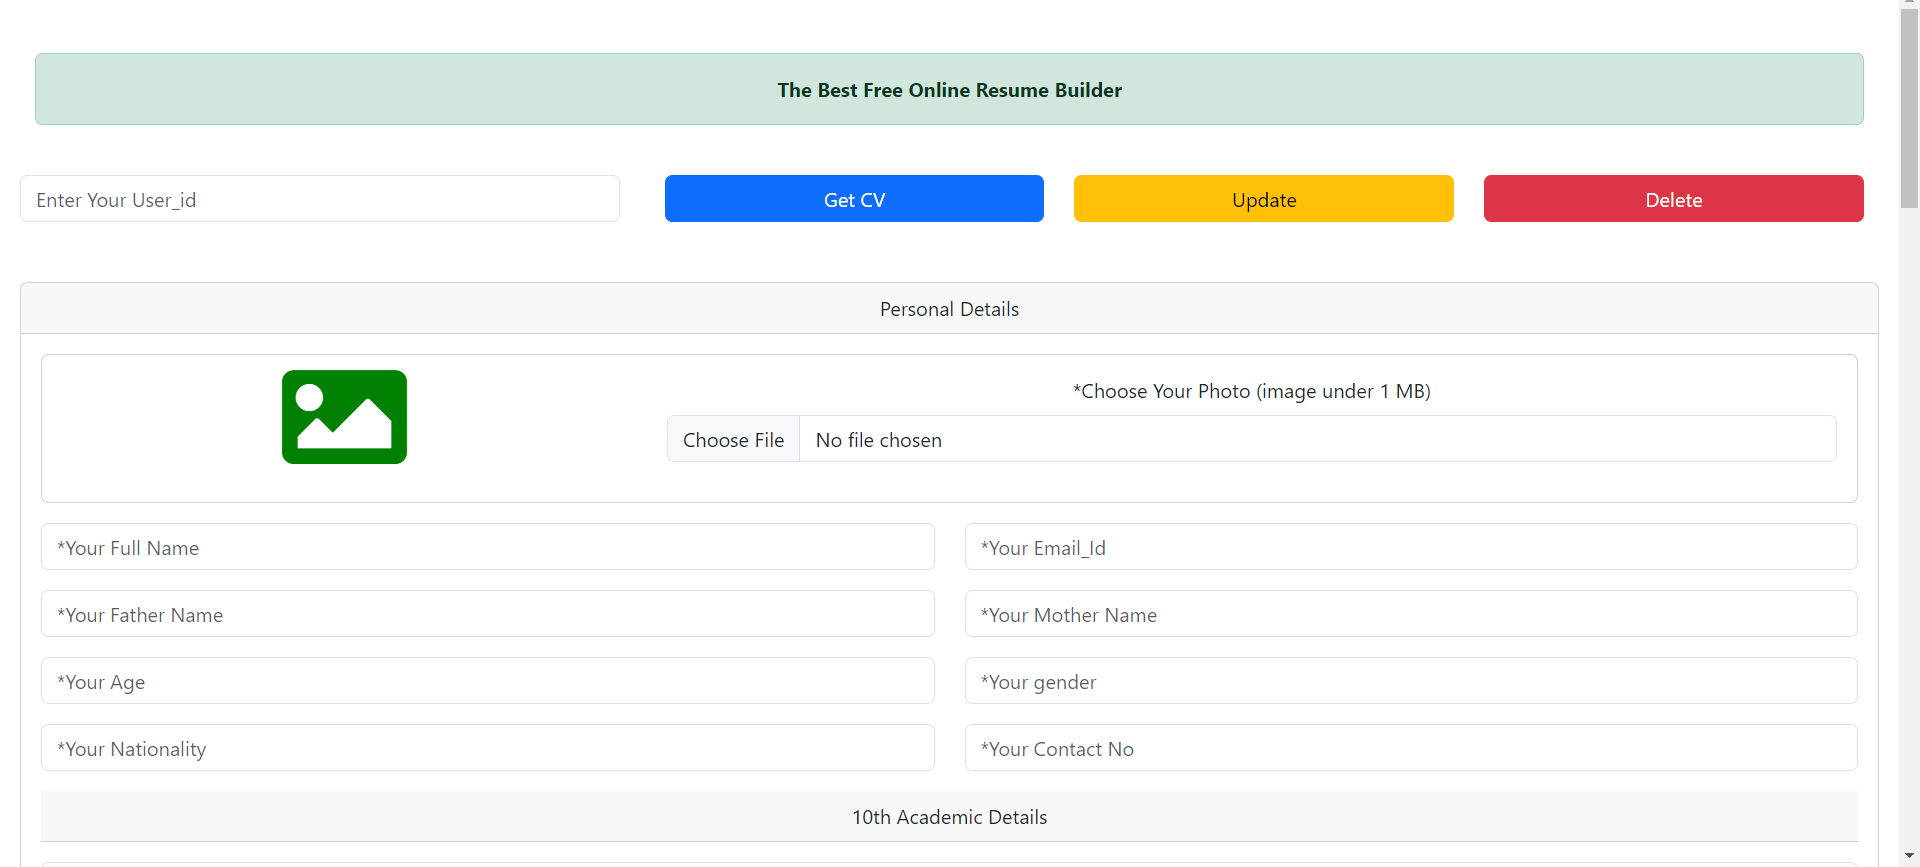 The Best Free Online Resume Builder
Enter Your User_id
Get CV
Update
Delete
Personal Details
*Choose Your Photo (image under 1 MB)
Choose File
No file chosen
*Your Full Name
*Your Email_Id
*Your Father Name
*Your Mother Name
*Your Age
*Your gender
*Your Nationality
*Your Contact No
10th Academic Details